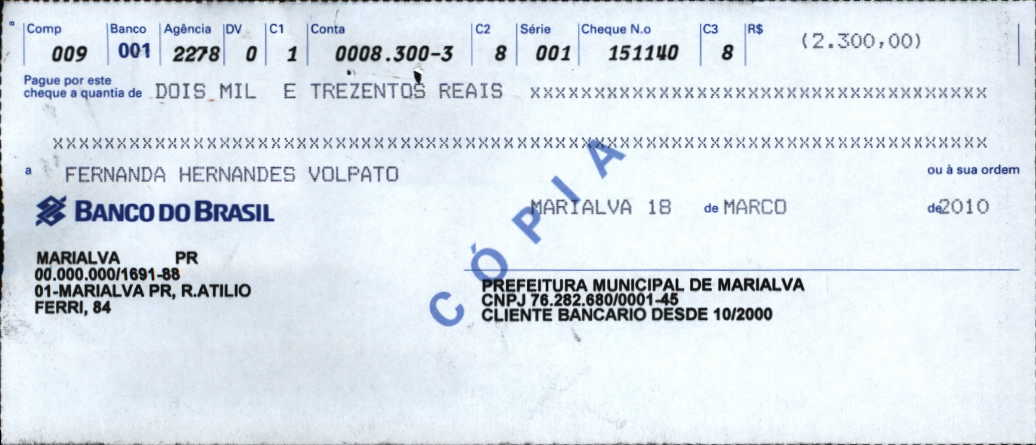 Comp Banco Agência DV C1 Conta C2 Série Cheque N.o C3 R$
009 001 2278 0 1 0008.300-3 8 001 151140 8 (2.300,00)
Pague por este
cheque a quantia de DOIS MIL E TREZENTOS REAIS XXXXXXXXXXXXXXXXXXXXXXXXXXXXXXXXXXX
XXXXXXXXXXXXXXXXXXXXXXXXXXXXXXXXXXXXXXXXXXXXXXXXXXXXXXXXXXXXXXXXXXXXXXX
a FERNANDA HERNANDES VOLPATO ou à sua ordem
BANCO DO BRASIL
MARIALVA 18 de MARCO de 2010
CÓPIA
MARIALVA PR
00.000.000/1691-88
01-MARIALVA PR, R.ATILIO
FERRI, 84
PREFEITURA MUNICIPAL DE MARIALVA
CNPJ 76.282.680/0001-45
CLIENTE BANCARIO DESDE 10/2000